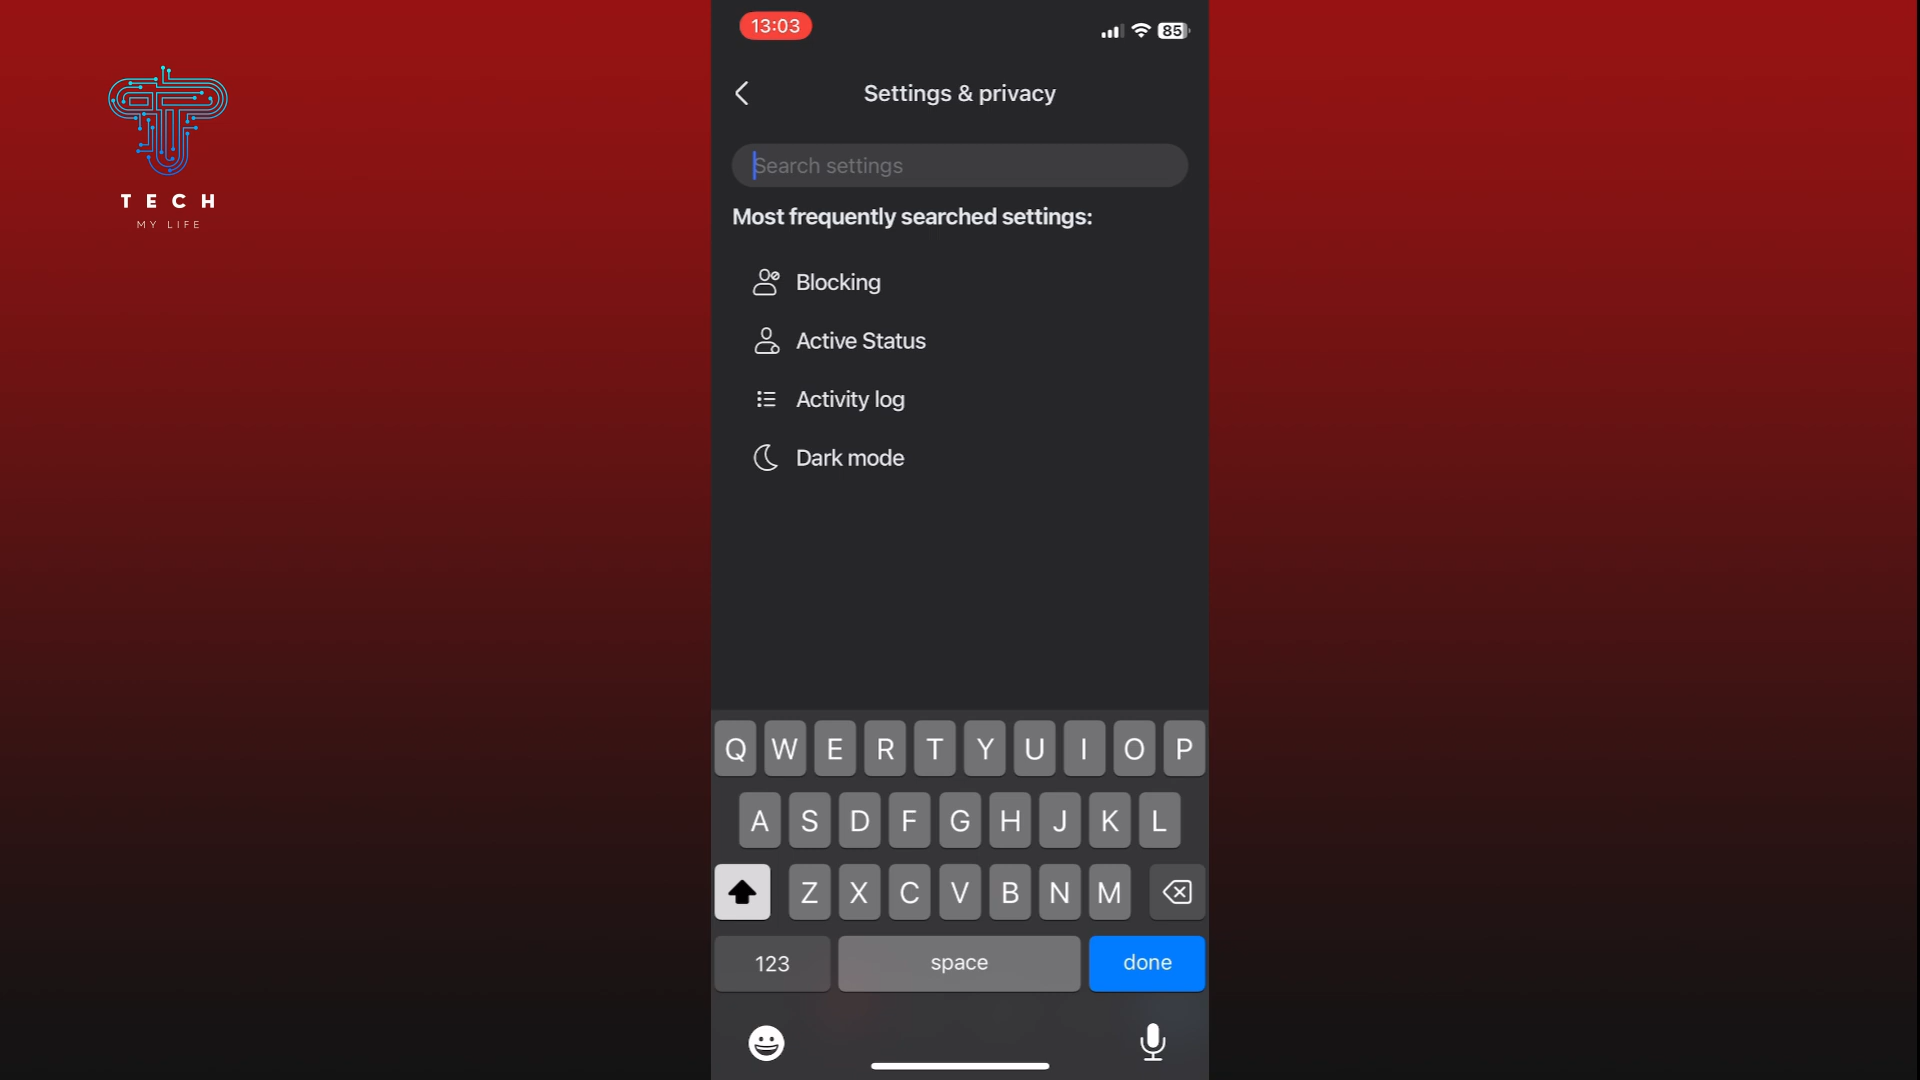 TECH
MY LIFE
13:03
85
Settings & privacy
Search settings
Most frequently searched settings:
Blocking
Active Status
Activity log
Dark mode
Q W E R T Y U I O P
A S D F G H J K L
Z X C V B N M
123 space done